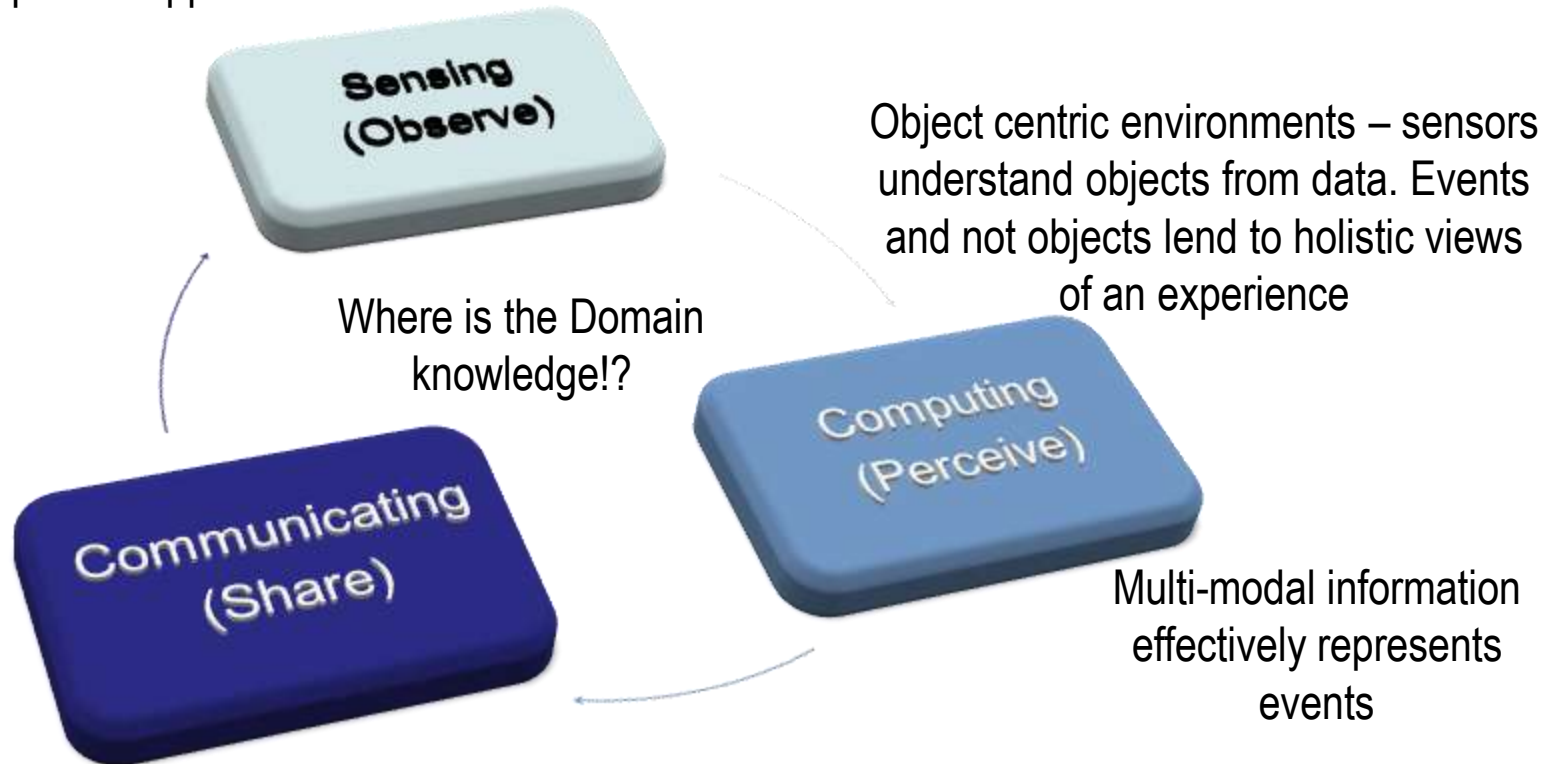 Sensing
(Observe)
Object centric environments – sensors
understand objects from data. Events
and not objects lend to holistic views
of an experience
Where is the Domain
knowledge!?
Computing
(Perceive)
Communicating
(Share)
Multi-modal information
effectively represents
events